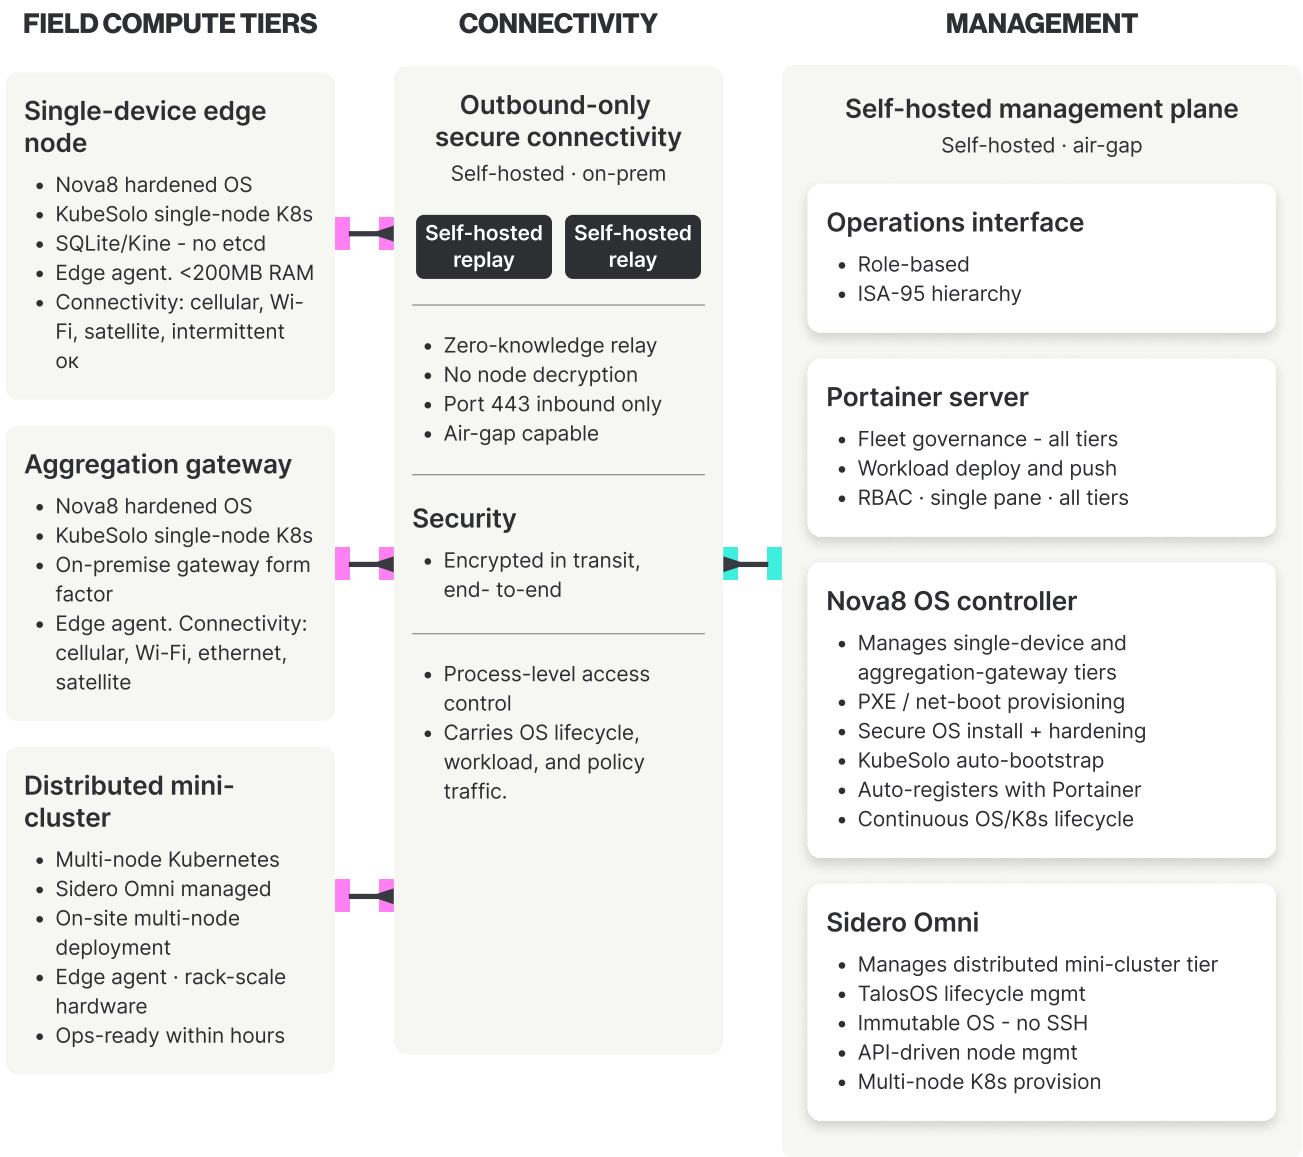 FIELD COMPUTE TIERS
Single-device edge
node
• Nova8 hardened OS
• KubeSolo single-node K8s
• SQLite/Kine - no etcd
• Edge agent. <200MB RAM
• Connectivity: cellular, Wi-
Fi, satellite, intermittent
ок
Aggregation gateway
• Nova8 hardened OS
• KubeSolo single-node K8s
• On-premise gateway form
factor
• Edge agent. Connectivity:
cellular, Wi-Fi, ethernet,
satellite
Distributed mini-
cluster
• Multi-node Kubernetes
• Sidero Omni managed
• On-site multi-node
deployment
• Edge agent · rack-scale
hardware
• Ops-ready within hours
CONNECTIVITY
Outbound-only
secure connectivity
Self-hosted · on-prem
Self-hosted
replay
Self-hosted
relay
• Zero-knowledge relay
• No node decryption
• Port 443 inbound only
• Air-gap capable
Security
• Encrypted in transit,
end- to-end
• Process-level access
control
• Carries OS lifecycle,
workload, and policy
traffic.
MANAGEMENT
Self-hosted management plane
Self-hosted · air-gap
Operations interface
• Role-based
• ISA-95 hierarchy
Portainer server
• Fleet governance - all tiers
• Workload deploy and push
• RBAC · single pane · all tiers
Nova8 OS controller
• Manages single-device and
aggregation-gateway tiers
• PXE / net-boot provisioning
• Secure OS install + hardening
• KubeSolo auto-bootstrap
• Auto-registers with Portainer
• Continuous OS/K8s lifecycle
Sidero Omni
• Manages distributed mini-cluster tier
• TalosOS lifecycle mgmt
• Immutable OS - no SSH
• API-driven node mgmt
• Multi-node K8s provision